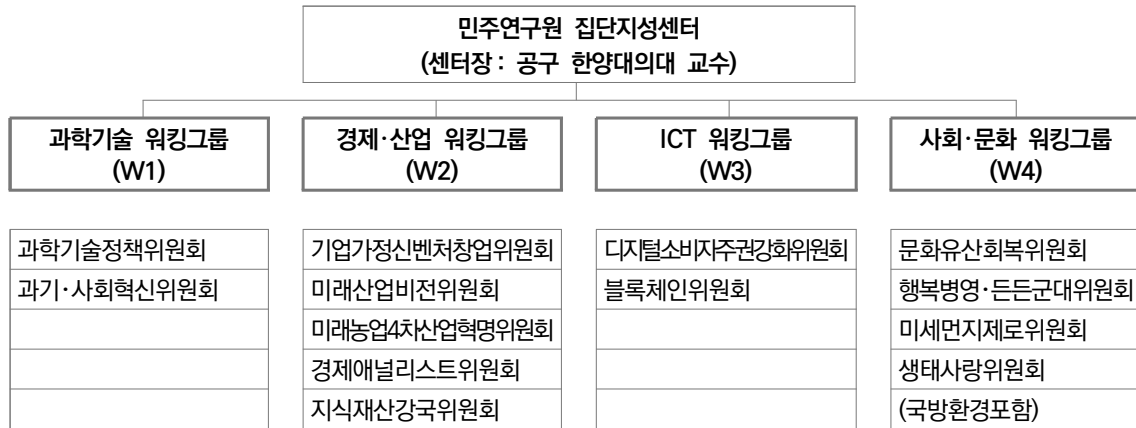 민주연구원 집단지성센터
(센터장 : 공구 한양대의대 교수)
과학기술 워킹그룹
(W1)
경제·산업 워킹그룹
(W2)
ICT 워킹그룹
(W3)
사회·문화 워킹그룹
(W4)
과학기술정책위원회
과기·사회혁신위원회
기업가정신벤처창업위원회
미래산업비전위원회
미래농업4차산업혁명위원회
경제애널리스트위원회
지식재산강국위원회
디지털소비자주권강화위원회
블록체인위원회
문화유산회복위원회
행복병영·든든군대위원회
미세먼지제로위원회
생태사랑위원회
(국방환경포함)